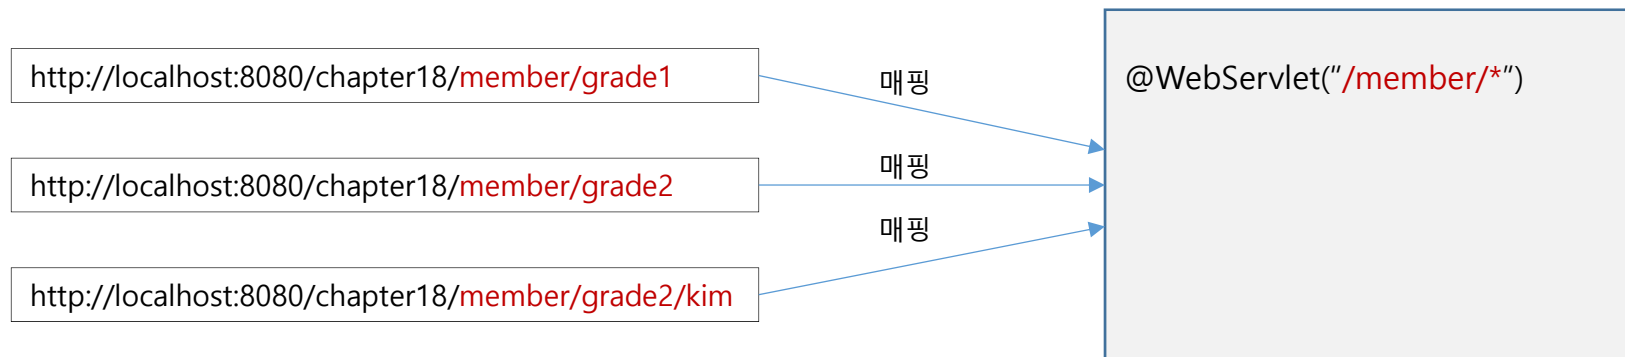 http://localhost:8080/chapter18/member/grade1
매핑
@WebServlet(“/member/*”)
http://localhost:8080/chapter18/member/grade2
매핑
매핑
http://localhost:8080/chapter18/member/grade2/kim